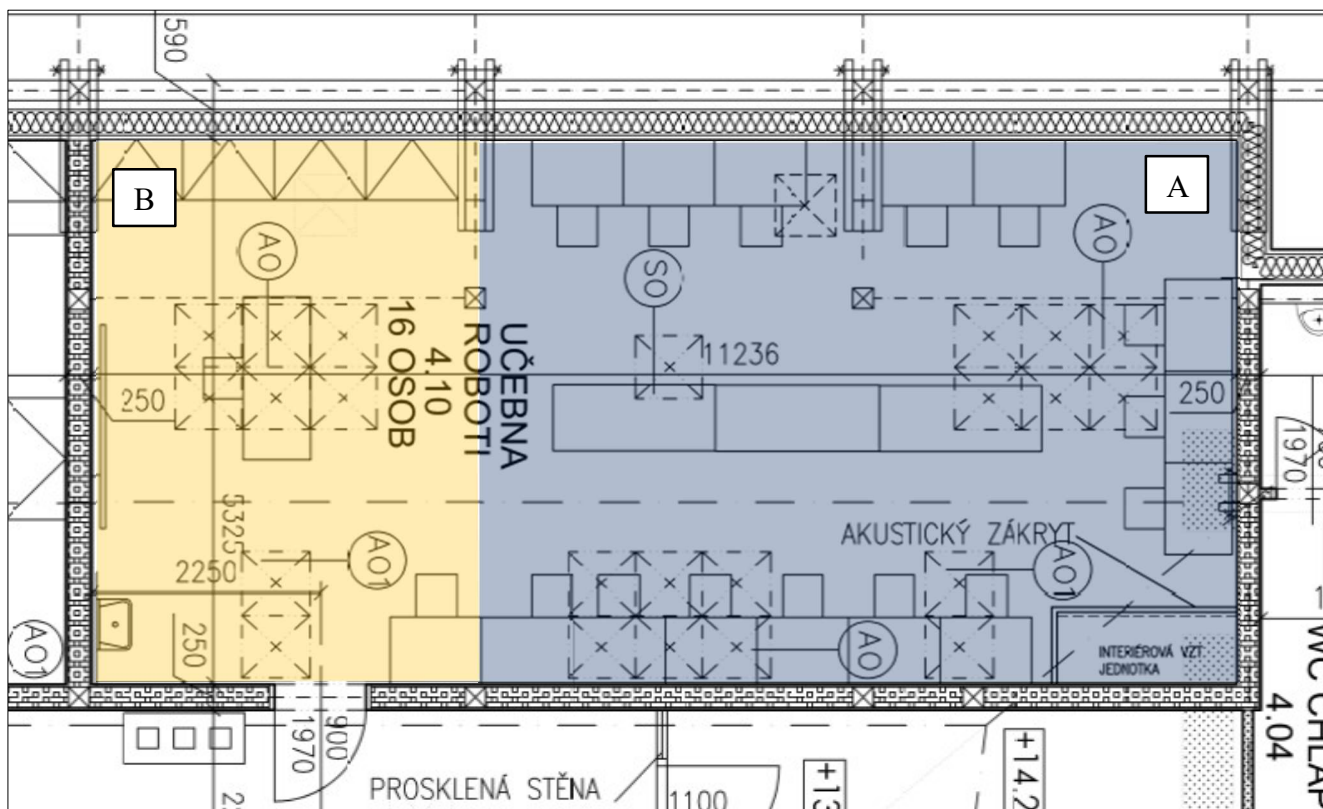 590
B
A
AO
AO
SO
UČEBNA
ROBOTI
4.10
16 OSOB
11236
250
250
1970
5325
2250
AO1
AKUSTICKÝ ZÁKRYT
AO1
AO1
250
AO
INTERIÉROVÁ VZT
JEDNOTKA
WC CHLAP
4.04
900
1970
PROSKLENÁ STĚNA
1100
+13
+14.2